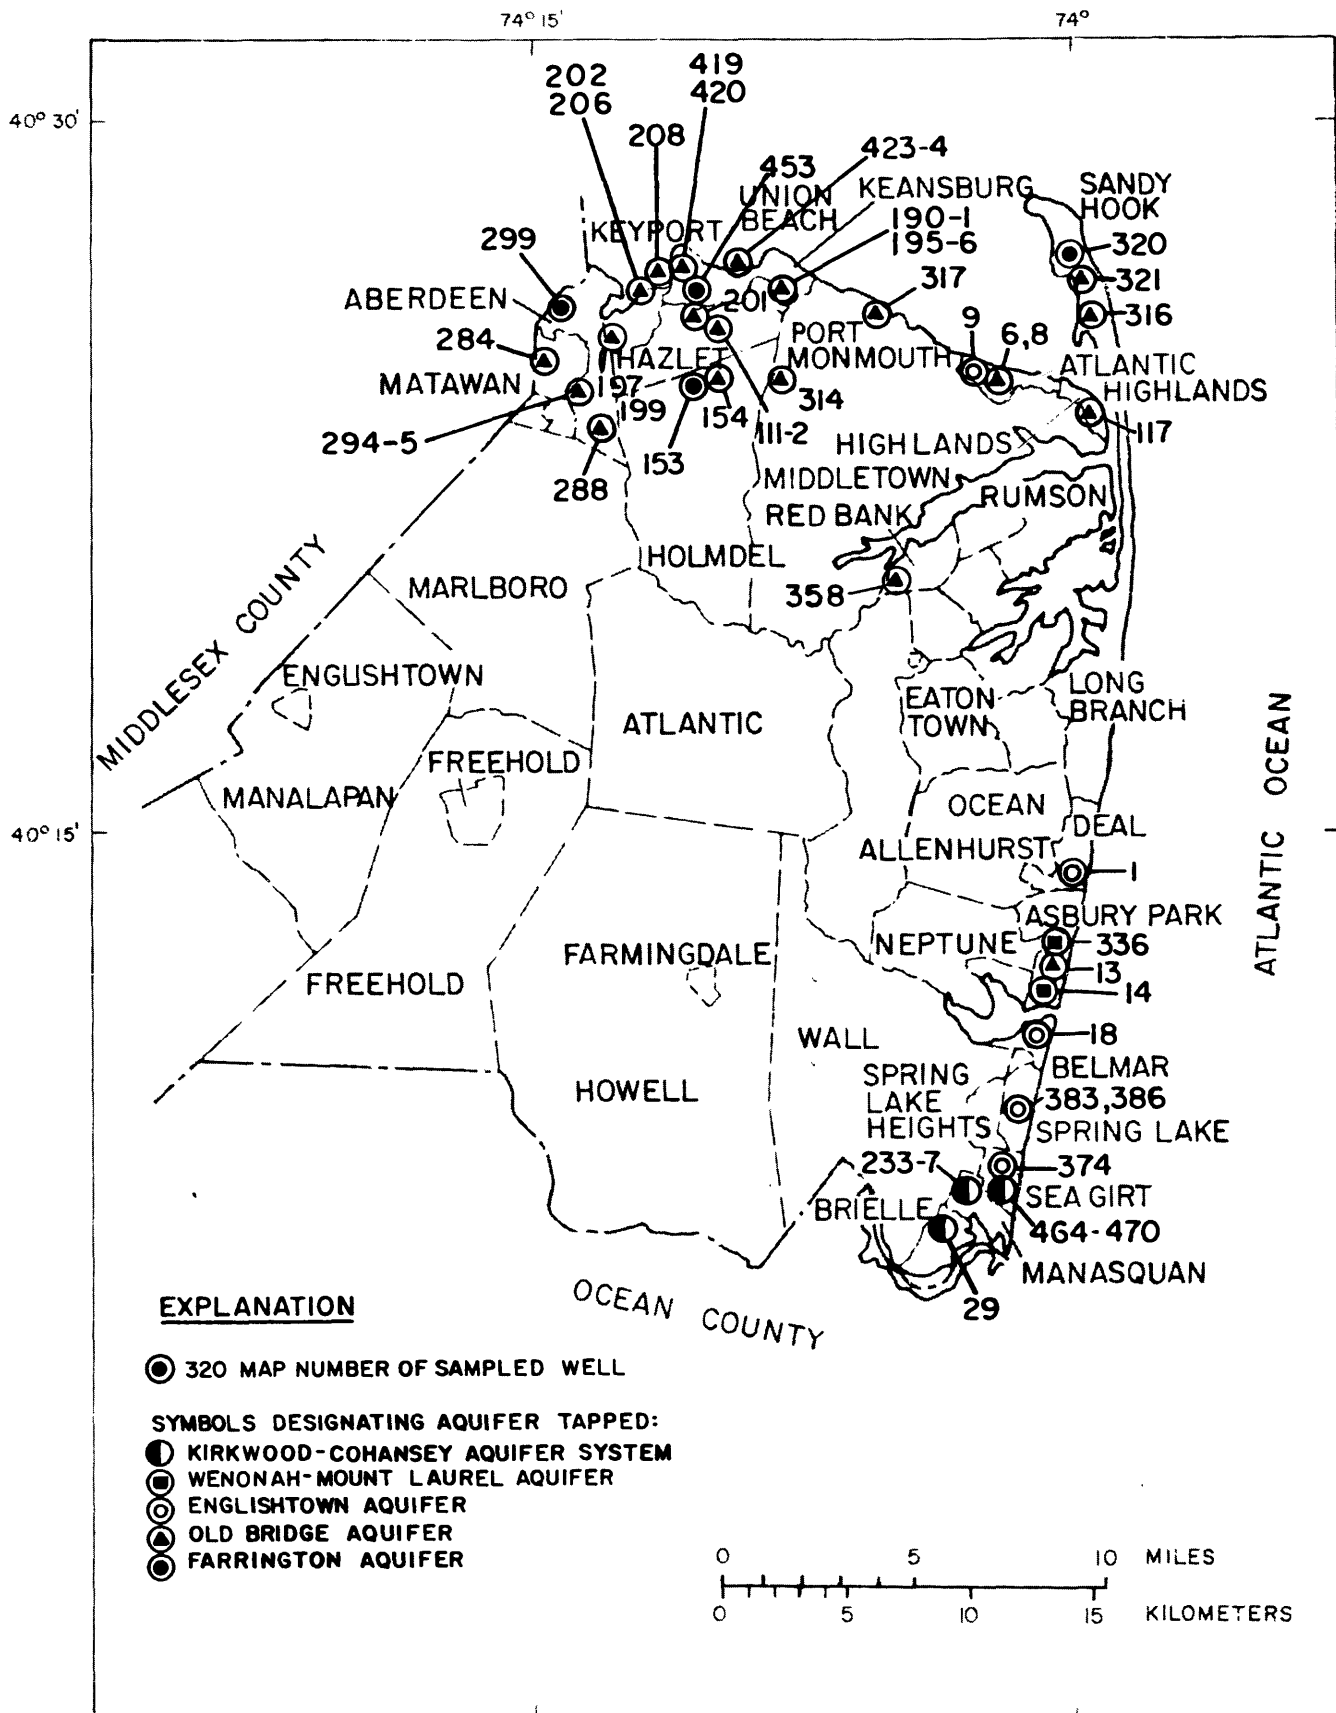 74° 15'
74°
40° 30'
40° 15'
202
206
419
420
208
453
423-4
UNION
BEACH
KEANSBURG
190-1
195-6
SANDY
HOOK
KEYPORT
299
320
321
316
ABERDEEN
201
317
284
HAZLET
PORT
MONMOUTH
9
6,8
ATLANTIC
HIGHLANDS
MATAWAN
197
199
154
314
111-2
117
294-5
153
288
HIGHLANDS
MIDDLETOWN
RUMSON
RED BANK
HOLMDEL
358
MARLBORO
MIDDLESEX COUNTY
ENGLISHTOWN
ATLANTIC
EATON
TOWN
LONG
BRANCH
FREEHOLD
MANALAPAN
OCEAN
DEAL
ALLENHURST
1
ATLANTIC OCEAN
ASBURY PARK
NEPTUNE
336
13
14
FARMINGDALE
FREEHOLD
WALL
18
BELMAR
SPRING
LAKE
HEIGHTS
383,386
SPRING LAKE
HOWELL
233-7
374
SEA GIRT
BRIELLE
464-470
MANASQUAN
29
OCEAN COUNTY
EXPLANATION
320 MAP NUMBER OF SAMPLED WELL
SYMBOLS DESIGNATING AQUIFER TAPPED:
KIRKWOOD-COHANSEY AQUIFER SYSTEM
WENONAH-MOUNT LAUREL AQUIFER
ENGLISHTOWN AQUIFER
OLD BRIDGE AQUIFER
FARRINGTON AQUIFER
0 5 10 MILES
0 5 10 15 KILOMETERS